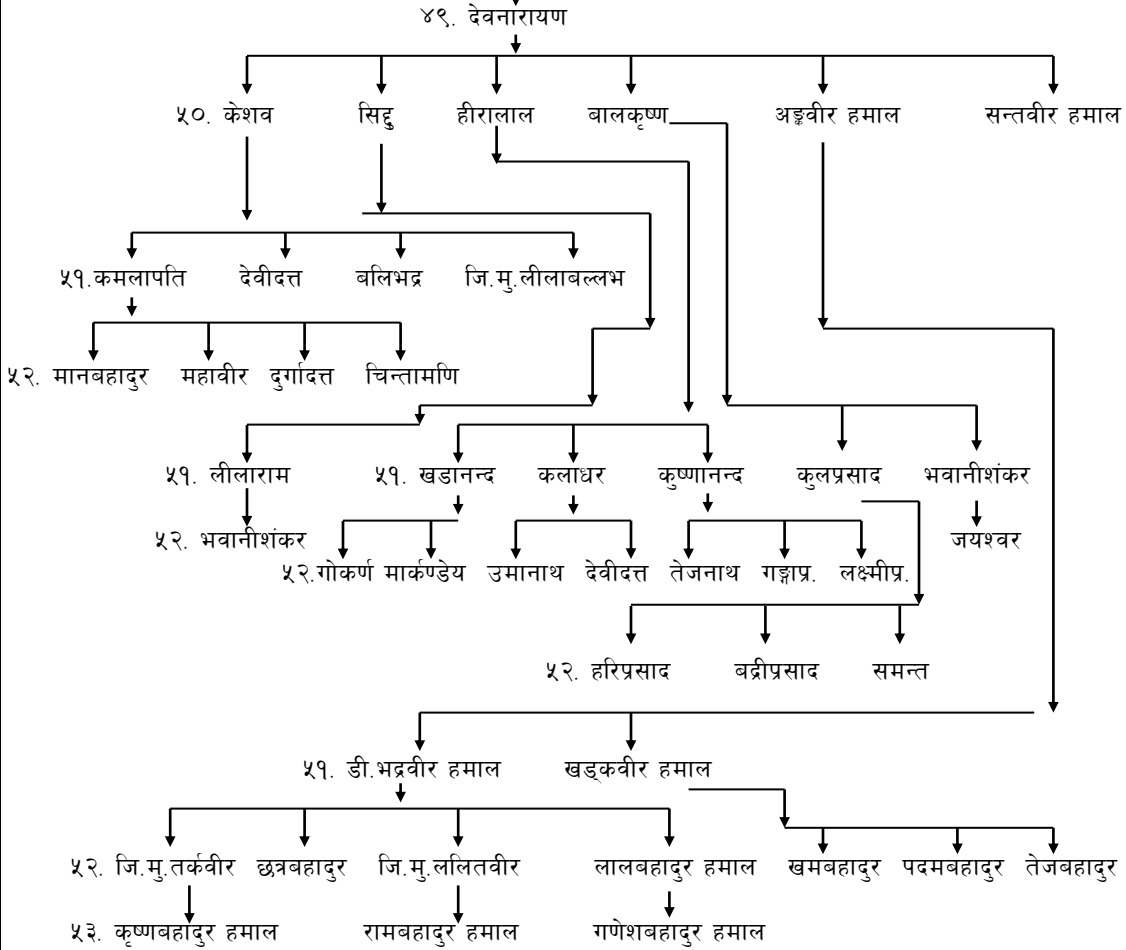 ४९. देवनारायण
५०. केशव सिद्दु हीरालाल बालकृष्ण अङ्कवीर हमाल सन्तवीर हमाल
५१.कमलापति देवीदत्त बलिभद्र जि.मु.लीलाबल्लभ
५२. मानबहादुर महावीर दुर्गादत्त चिन्तामणि
५१. लीलाराम ५१. खडानन्द कलाधर कुष्णानन्द कुलप्रसाद भवानीशंकर
५२. भवानीशंकर जयश्वर
५२.गोकर्ण मार्कण्डेय उमानाथ देवीदत्त तेजनाथ गङ्गाप्र. लक्ष्मीप्र.
५२. हरिप्रसाद बद्रीप्रसाद समन्त
५१. डी.भद्रवीर हमाल खड्कवीर हमाल
५२. जि.मु.तर्कवीर छत्रबहादुर जि.मु.ललितवीर लालबहादुर हमाल खमबहादुर पदमबहादुर तेजबहादुर
५३. कृष्णबहादुर हमाल रामबहादुर हमाल गणेशबहादुर हमाल